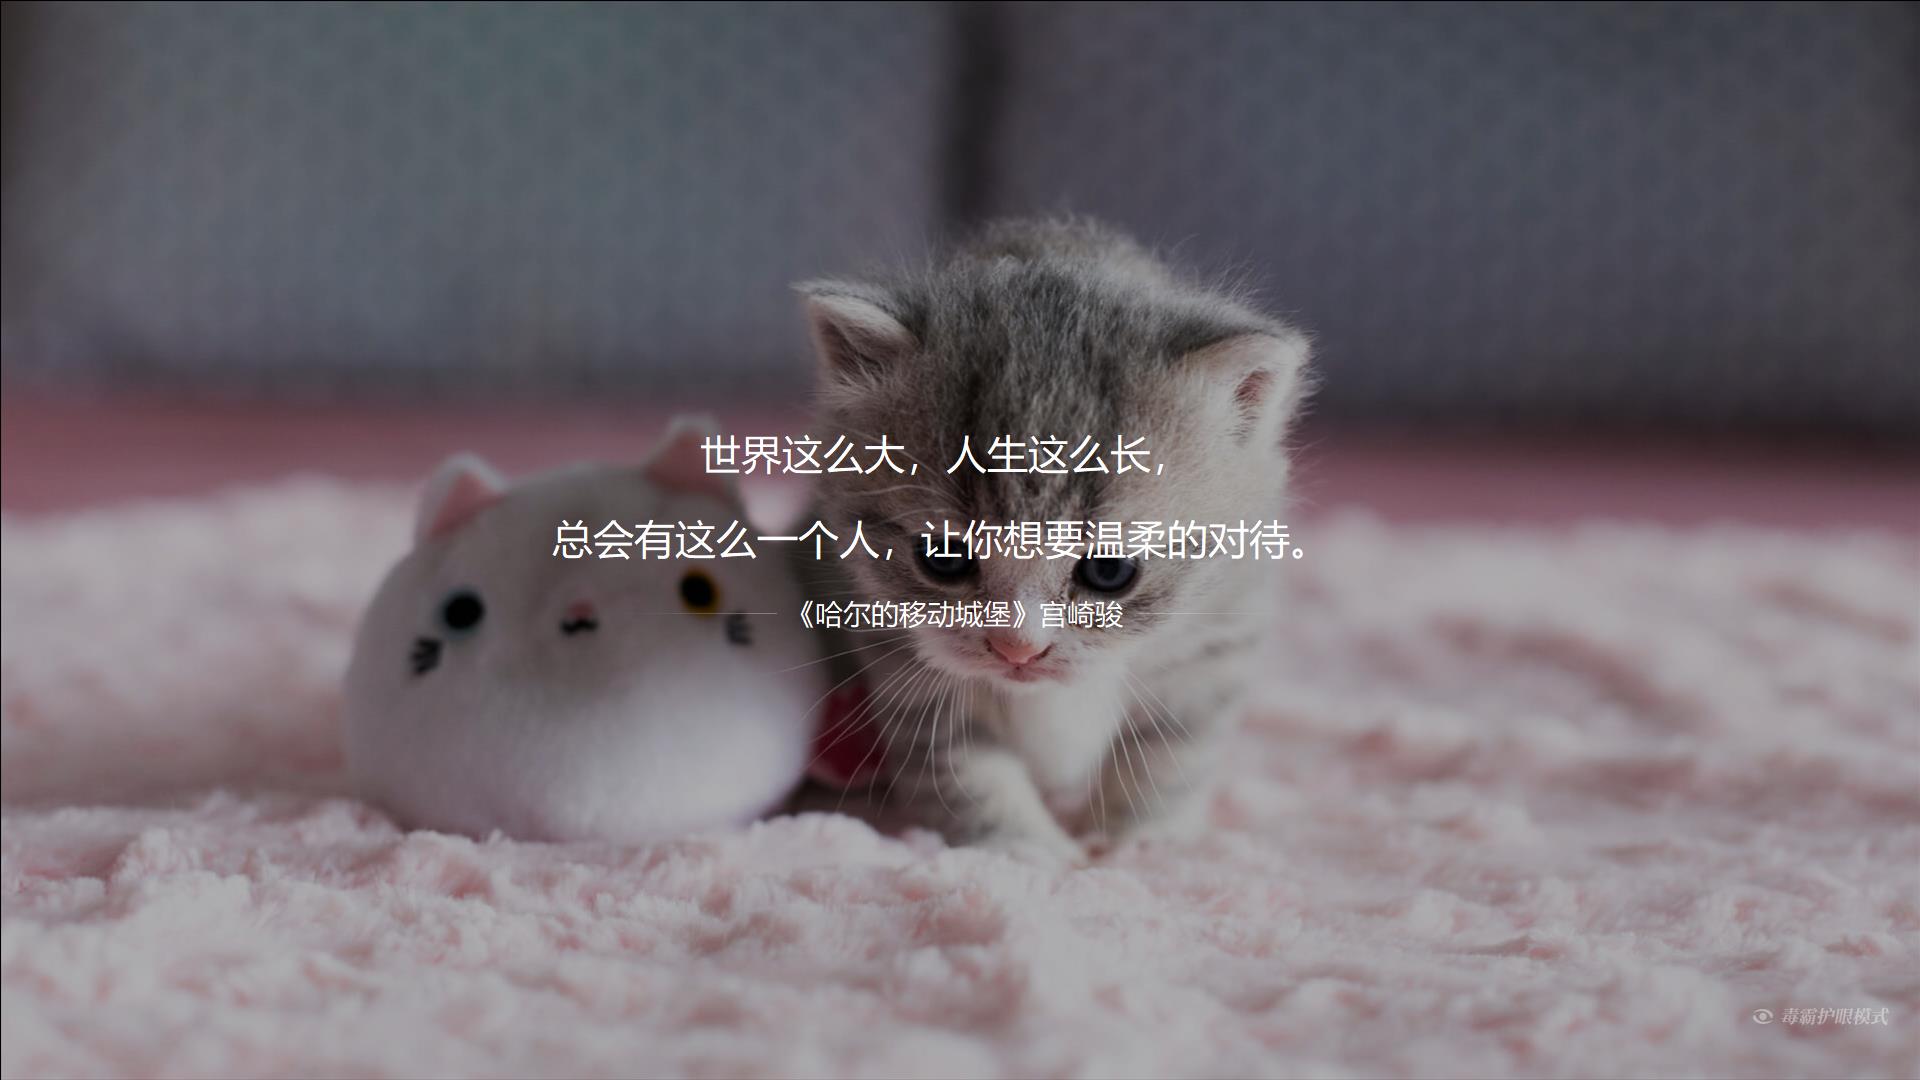 世界这么大，人生这么长，
总会有这么一个人，让你想要温柔的对待。
《哈尔的移动城堡》宫崎骏
毒霸护眼模式